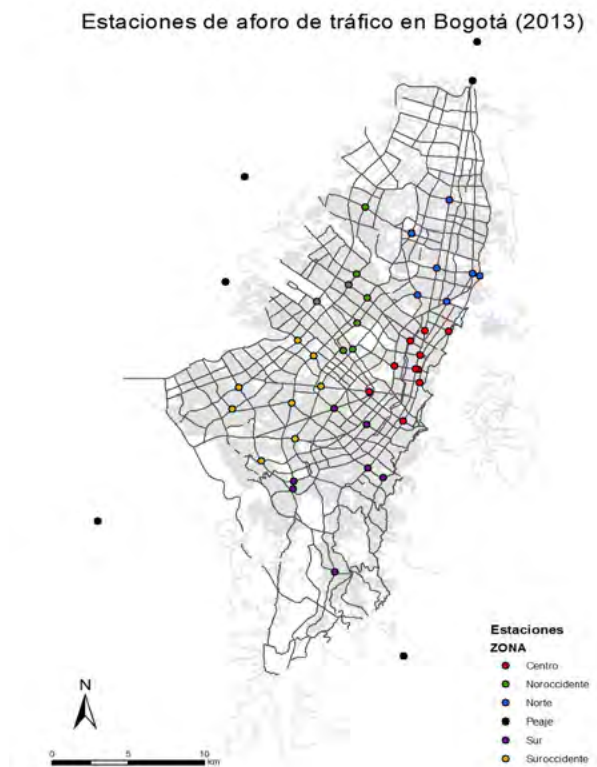 Estaciones de aforo de tráfico en Bogotá (2013)
Estaciones
ZONA
Centro
Noroccidente
Norte
Peaje
Sur
Suroccidente
N
0 5 10
km